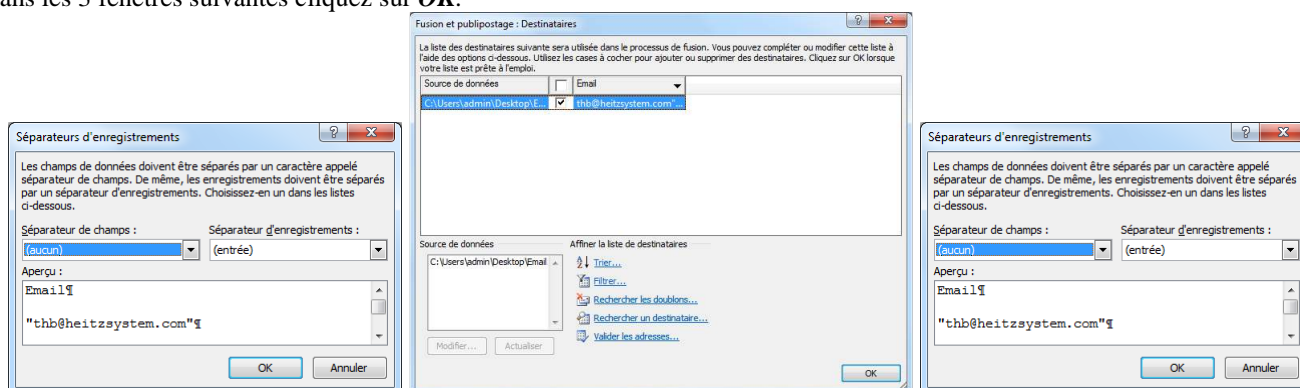 ans les 3 fenêtres suivantes cliquez sur OK.
Séparateurs d'enregistrements
Les champs de données doivent être séparés par un caractère appelé
séparateur de champs. De même, les enregistrements doivent être séparés
par un séparateur d'enregistrements. Choisissez-en un dans les listes
ci-dessous.
Séparateur de champs : Séparateur d'enregistrements :
(aucun) (entrée)
Aperçu :
Email¶
"thb@heitzsystem.com"¶
OK Annuler
Fusion et publipostage : Destinataires
La liste des destinataires suivante sera utilisée dans le processus de fusion. Vous pouvez compléter ou modifier cette liste à
l'aide des options ci-dessous. Utilisez les cases à cocher pour ajouter ou supprimer des destinataires. Cliquez sur OK lorsque
votre liste est prête à l'emploi.
Source de données Email
C:\Users\admin\Desktop\E... thb@heitzsystem.com"...
Source de données Affiner la liste de destinataires
C:\Users\admin\Desktop\Email
Trier...
Filtrer...
Rechercher les doublons...
Rechercher un destinataire...
Valider les adresses...
Modifier... Actualiser
OK
Séparateurs d'enregistrements
Les champs de données doivent être séparés par un caractère appelé
séparateur de champs. De même, les enregistrements doivent être séparés
par un séparateur d'enregistrements. Choisissez-en un dans les listes
ci-dessous.
Séparateur de champs : Séparateur d'enregistrements :
(aucun) (entrée)
Aperçu :
Email¶
"thb@heitzsystem.com"¶
OK Annuler